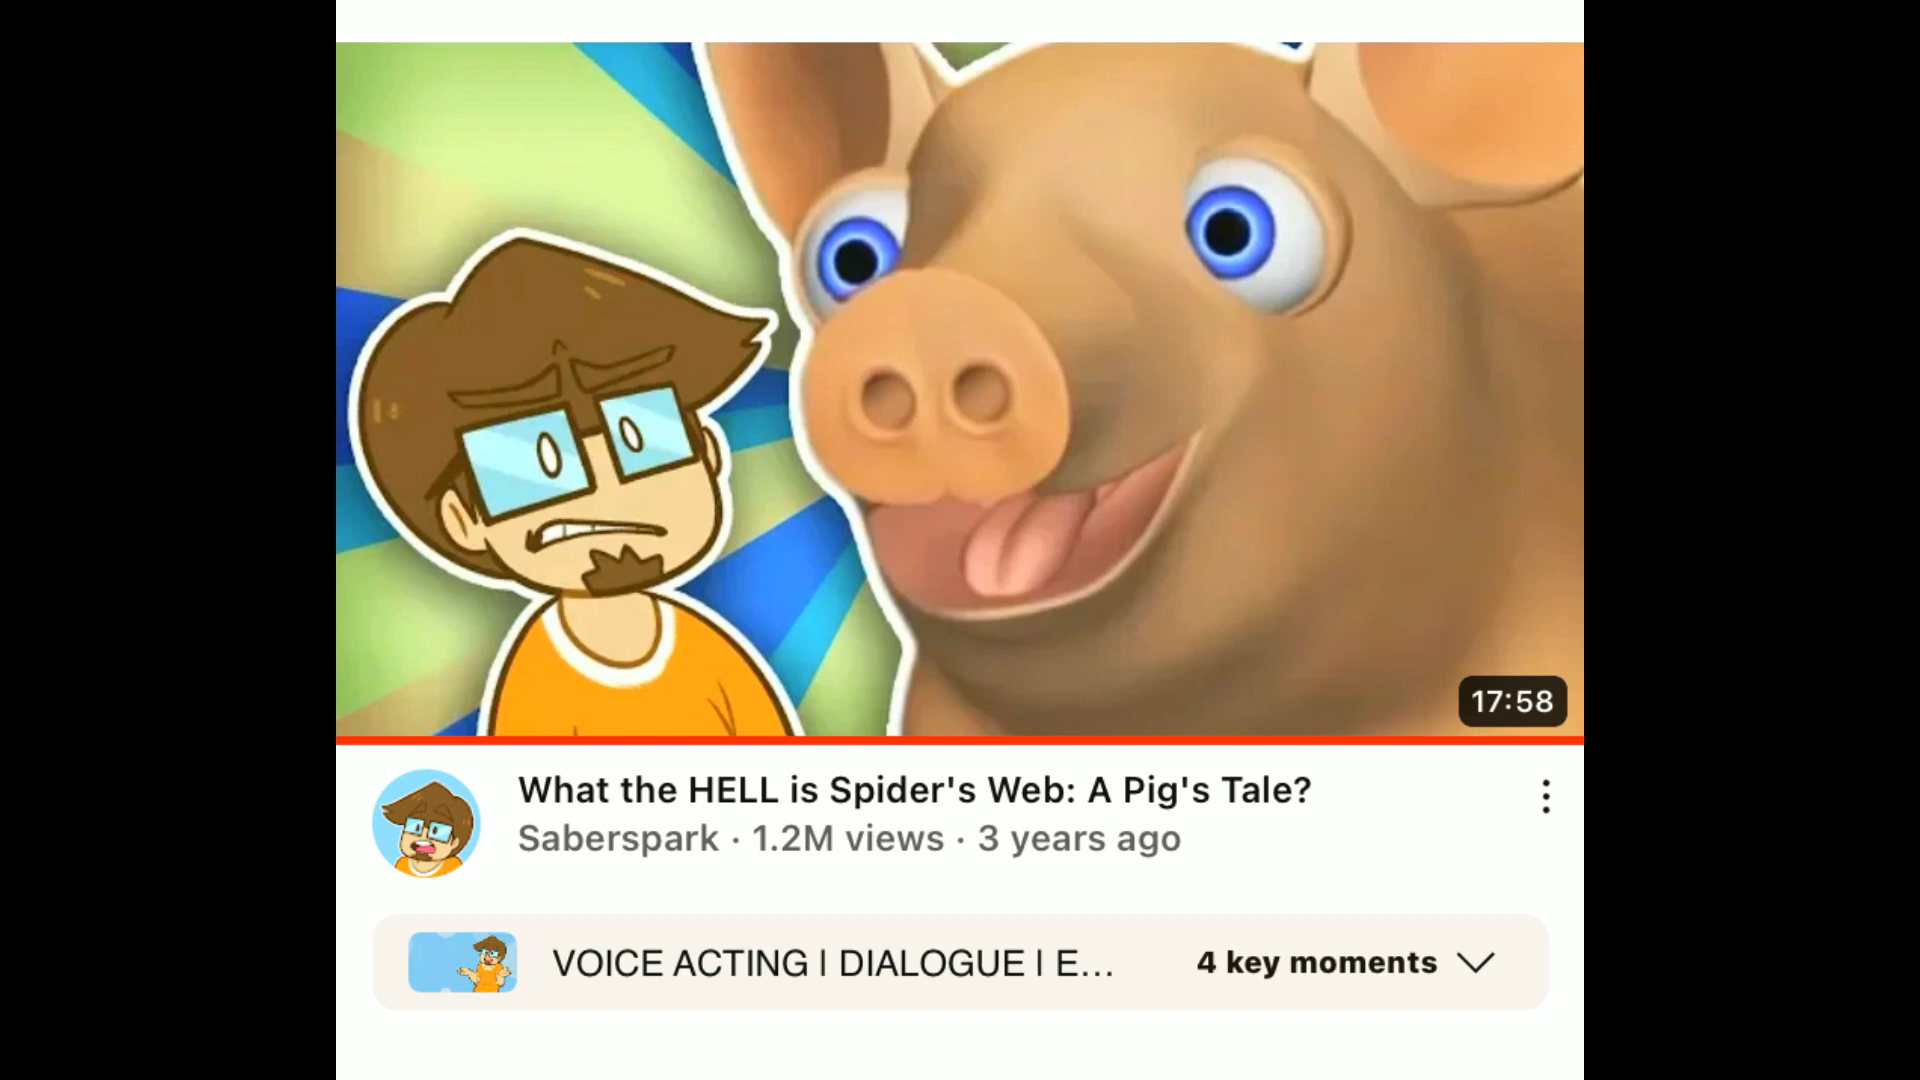 17:58
What the HELL is Spider's Web: A Pig's Tale?
Saberspark · 1.2M views · 3 years ago
VOICE ACTING | DIALOGUE | E... 4 key moments